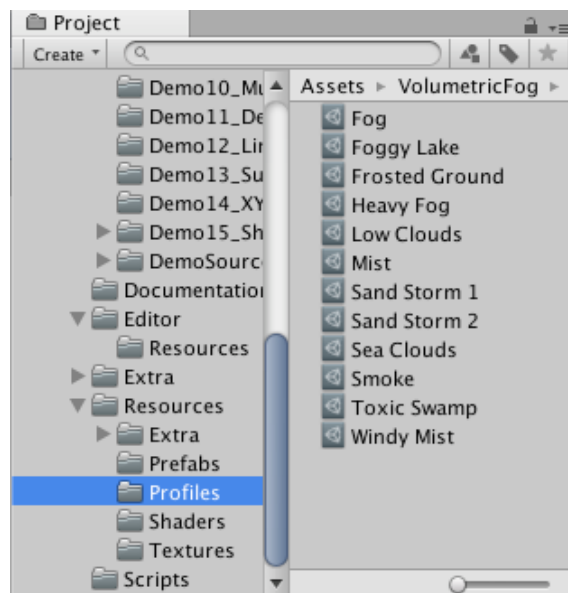 Project
Create
Assets ▸ VolumetricFog ▸
Demo10_Mu
Demo11_De
Demo12_Lir
Demo13_Su
Demo14_XY
Demo15_Sh
DemoSourc
Documentation
Editor
Resources
Extra
Resources
Extra
Prefabs
Profiles
Shaders
Textures
Scripts
Fog
Foggy Lake
Frosted Ground
Heavy Fog
Low Clouds
Mist
Sand Storm 1
Sand Storm 2
Sea Clouds
Smoke
Toxic Swamp
Windy Mist